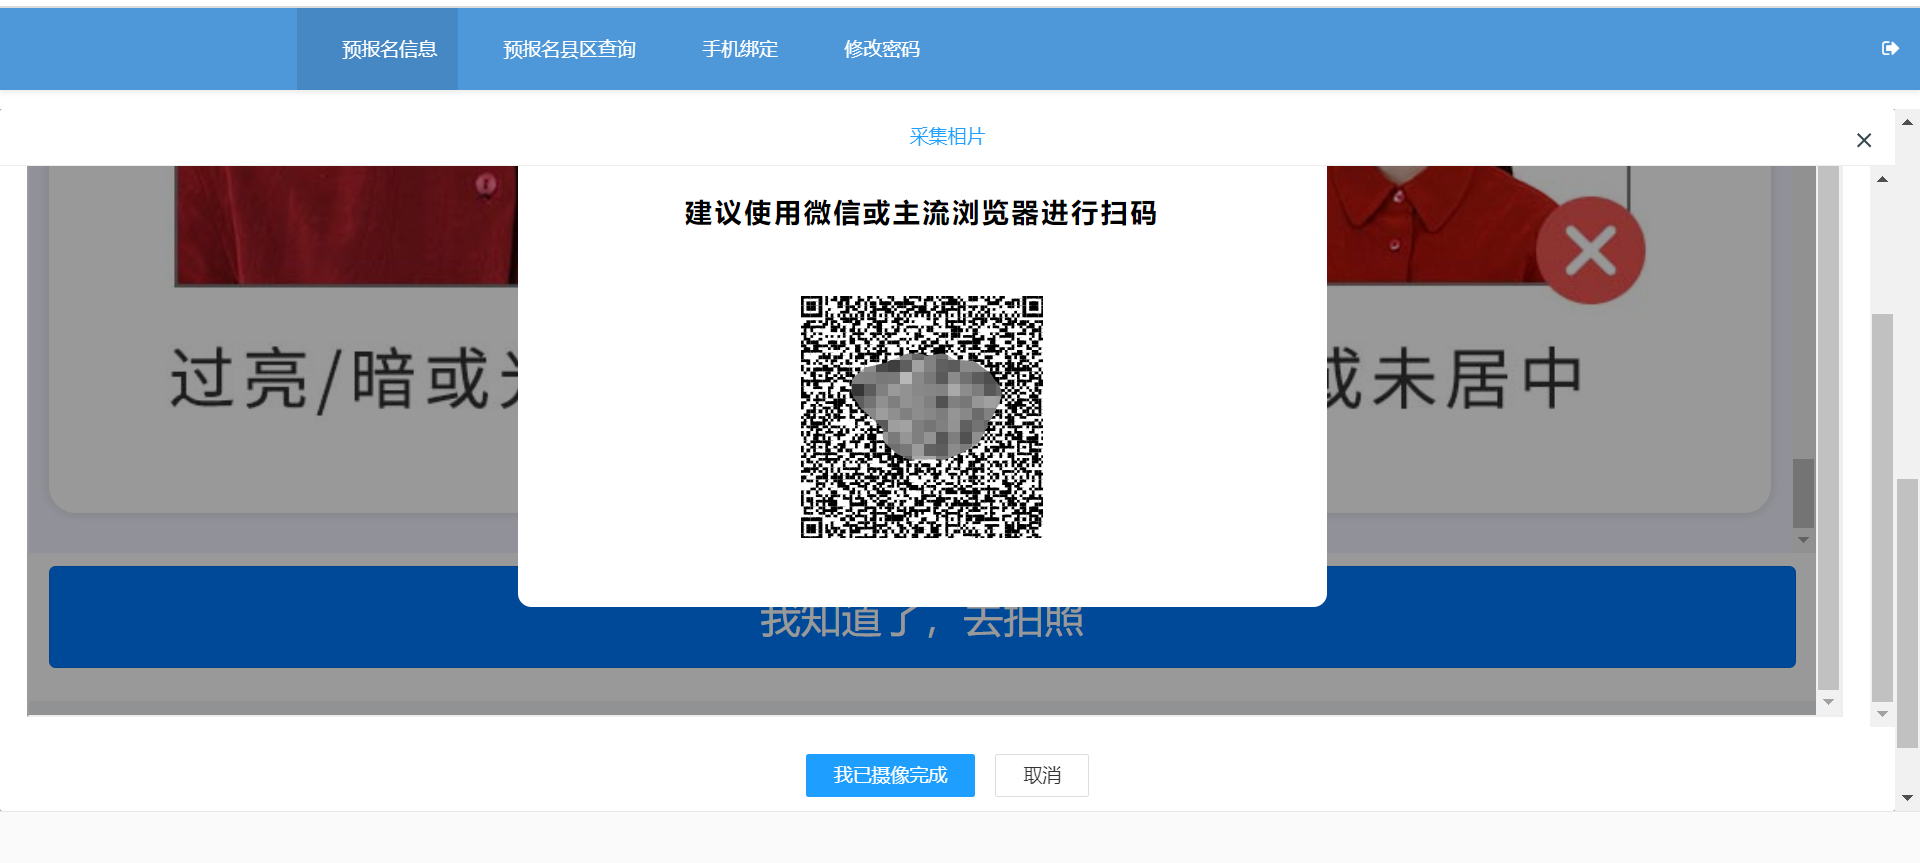 预报名信息 预报名县区查询 手机绑定 修改密码
采集相片
建议使用微信或主流浏览器进行扫码
过亮/暗或
或未居中
我知道了，去拍照
我已摄像完成 取消